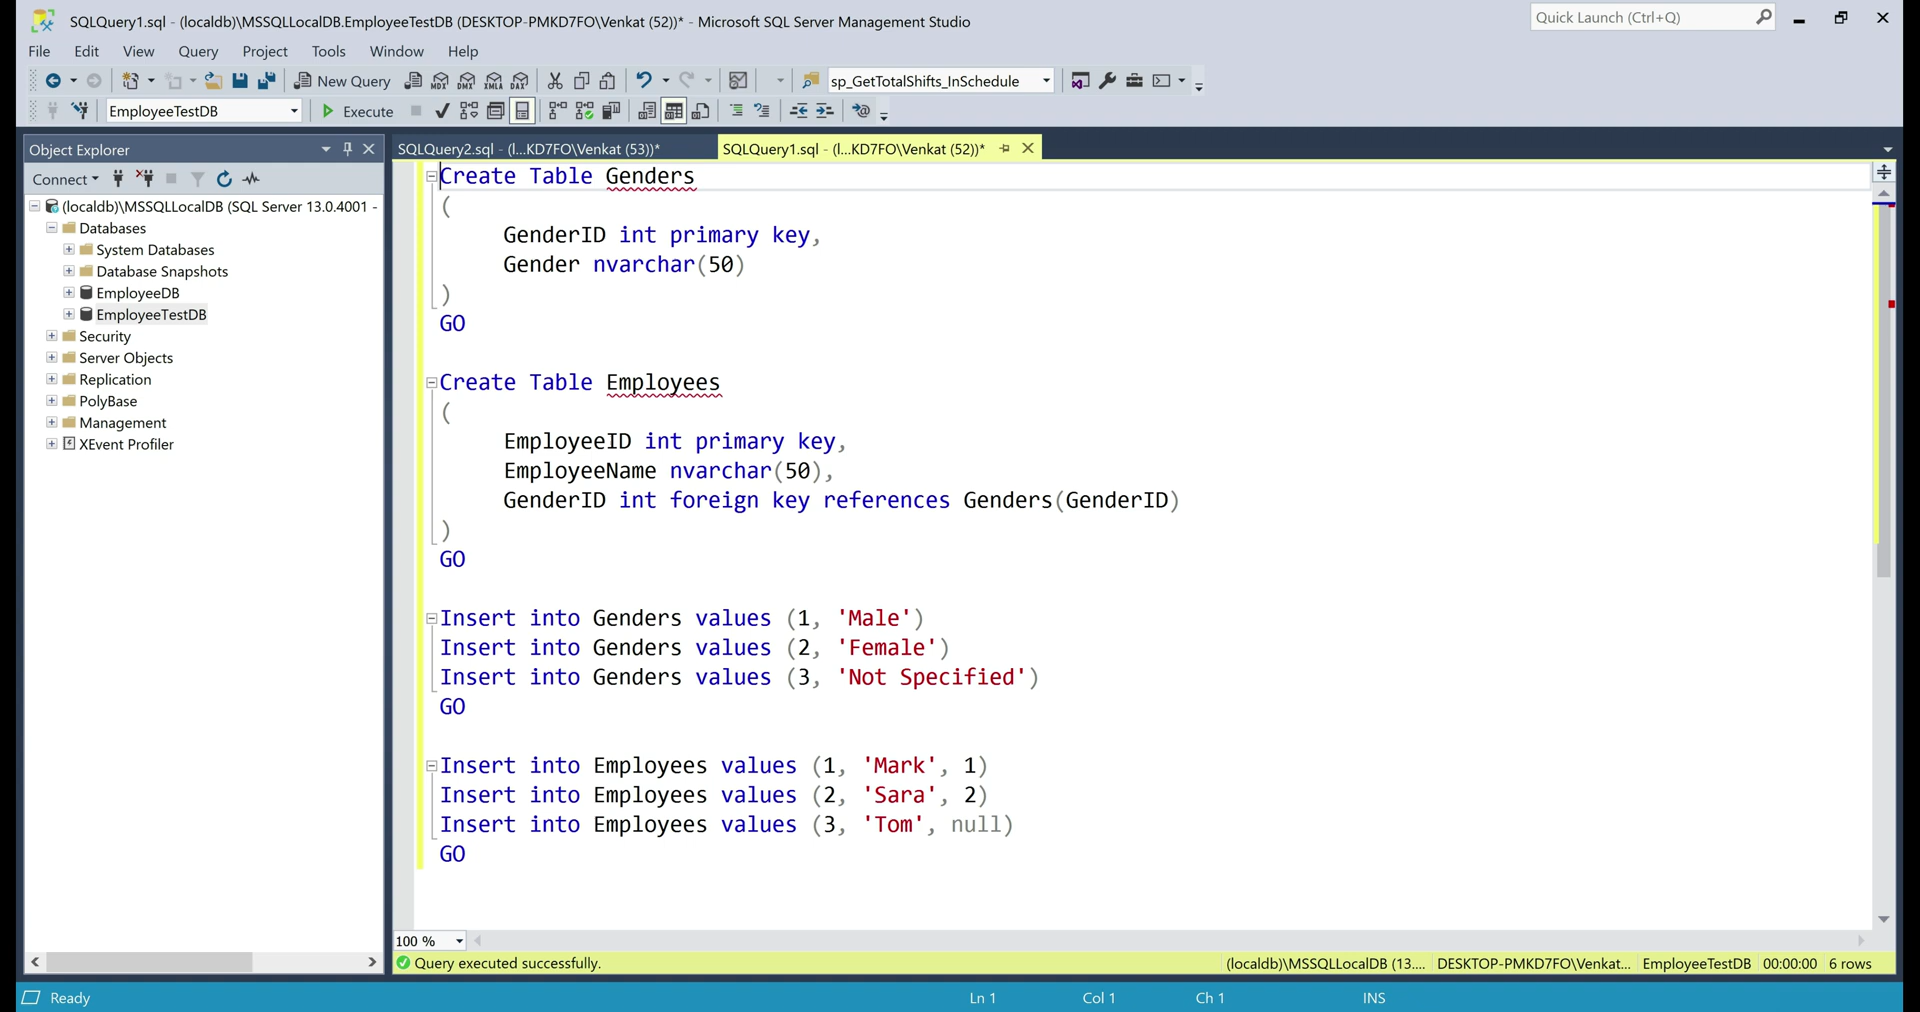 SQLQuery1.sql - (localdb)\MSSQLLocalDB.EmployeeTestDB (DESKTOP-PMKD7FO\Venkat (52))* - Microsoft SQL Server Management Studio
Quick Launch (Ctrl+Q)
File Edit View Query Project Tools Window Help
New Query
MDX DMX XMLA DAX
sp_GetTotalShifts_InSchedule
EmployeeTestDB
Execute
Object Explorer
Connect
(localdb)\MSSQLLocalDB (SQL Server 13.0.4001 -
Databases
System Databases
Database Snapshots
EmployeeDB
EmployeeTestDB
Security
Server Objects
Replication
PolyBase
Management
XEvent Profiler
SQLQuery2.sql - (l...KD7FO\Venkat (53))*
SQLQuery1.sql - (l...KD7FO\Venkat (52))*
Create Table Genders
(
GenderID int primary key,
Gender nvarchar(50)
)
GO
Create Table Employees
(
EmployeeID int primary key,
EmployeeName nvarchar(50),
GenderID int foreign key references Genders(GenderID)
)
GO
Insert into Genders values (1, 'Male')
Insert into Genders values (2, 'Female')
Insert into Genders values (3, 'Not Specified')
GO
Insert into Employees values (1, 'Mark', 1)
Insert into Employees values (2, 'Sara', 2)
Insert into Employees values (3, 'Tom', null)
GO
100 %
Query executed successfully.
(localdb)\MSSQLLocalDB (13.... DESKTOP-PMKD7FO\Venkat... EmployeeTestDB 00:00:00 6 rows
Ready
Ln 1 Col 1 Ch 1 INS